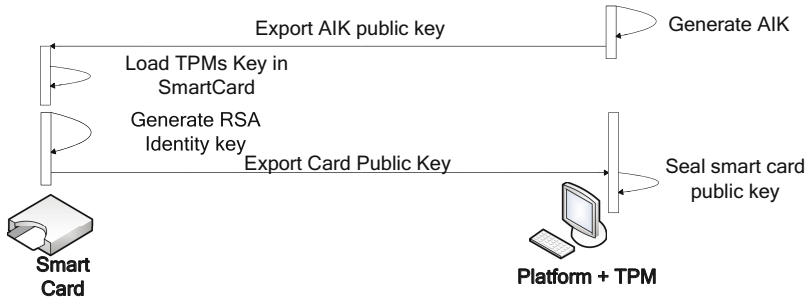 Export AIK public key
Generate AIK
Load TPMs Key in
SmartCard
Generate RSA
Identity key
Export Card Public Key
Seal smart card
public key
Smart
Card
Platform + TPM